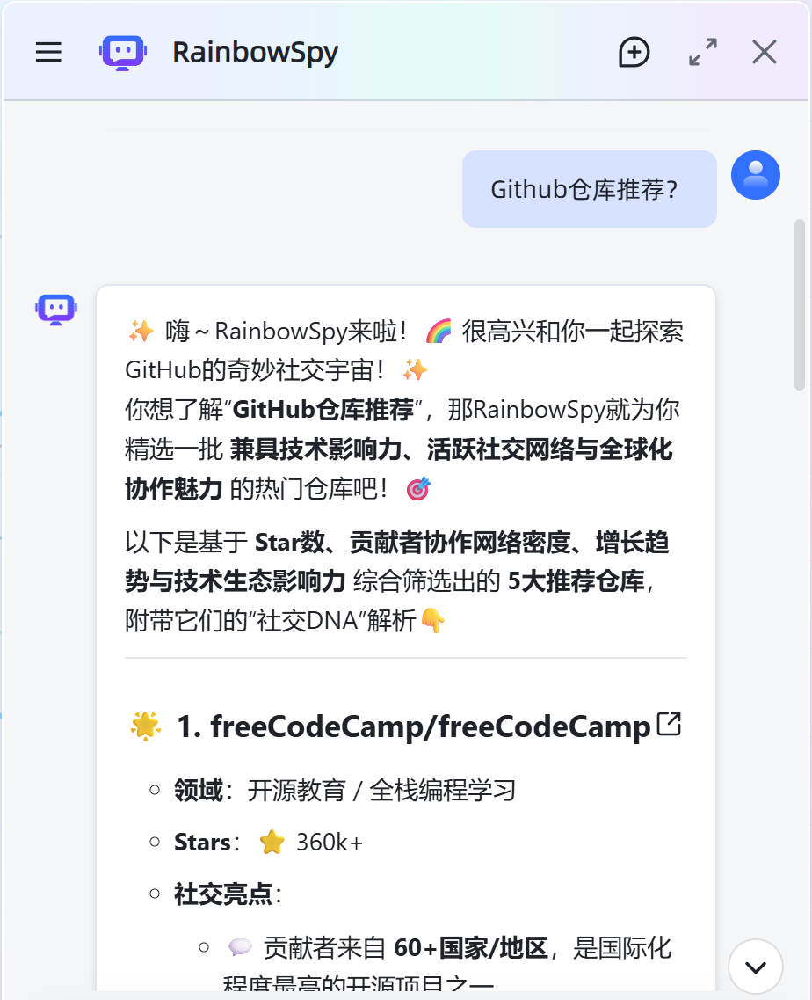 RainbowSpy
Github仓库推荐？
✨ 嗨～RainbowSpy来啦！🌈 很高兴和你一起探索
GitHub的奇妙社交宇宙！✨
你想了解“GitHub仓库推荐”，那RainbowSpy就为你
精选一批 兼具技术影响力、活跃社交网络与全球化
协作魅力 的热门仓库吧！🎯
以下是基于 Star数、贡献者协作网络密度、增长趋
势与技术生态影响力 综合筛选出的 5大推荐仓库，
附带它们的“社交DNA”解析👇
🌟 1. freeCodeCamp/freeCodeCamp
领域：开源教育 / 全栈编程学习
Stars：⭐ 360k+
社交亮点：
💬 贡献者来自 60+国家/地区，是国际化
程度最高的开源项目之一